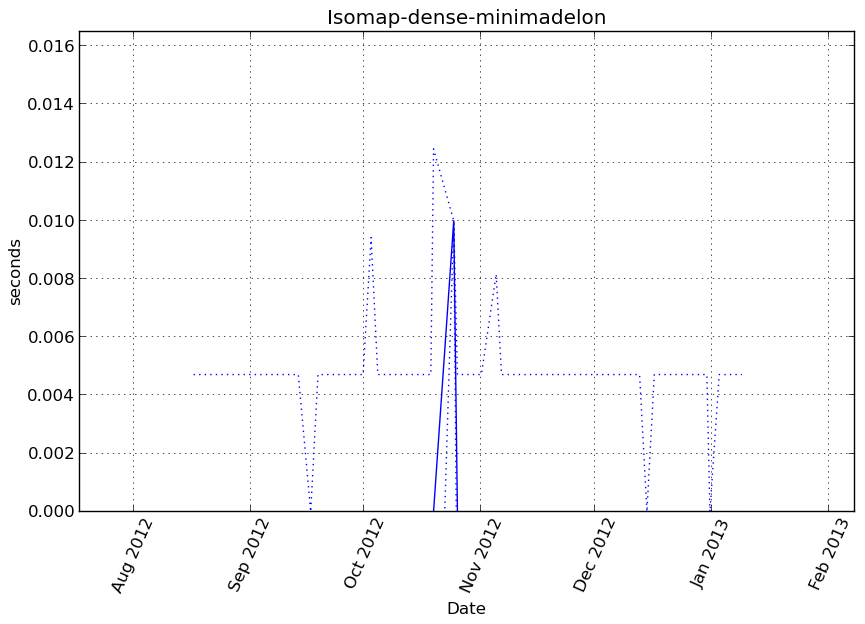 Isomap-dense-minimadelon
0.016
0.014
0.012
0.010
0.008
0.006
0.004
0.002
0.000
seconds
Aug 2012
Sep 2012
Oct 2012
Nov 2012
Dec 2012
Jan 2013
Feb 2013
Date